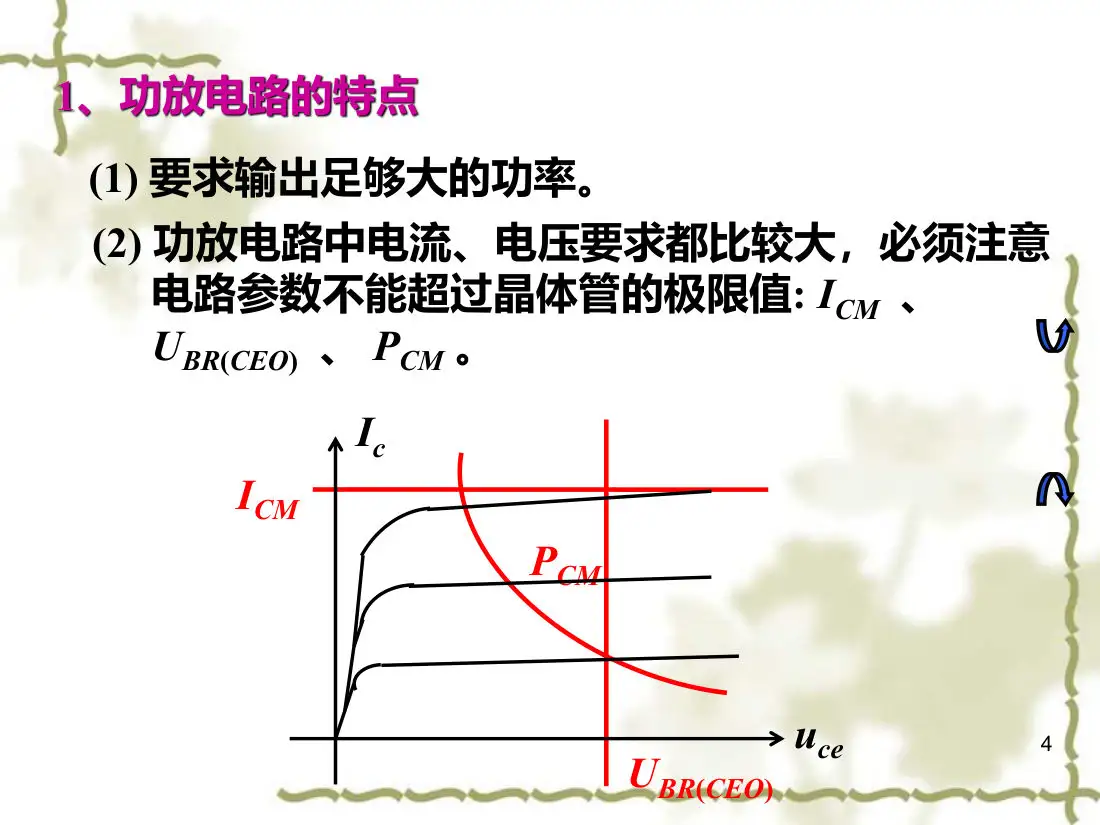 1、功放电路的特点
(1) 要求输出足够大的功率。
(2) 功放电路中电流、电压要求都比较大，必须注意
电路参数不能超过晶体管的极限值: ICM 、
UBR(CEO) 、 PCM 。
Ic
ICM
PCM
uce
UBR(CEO)
4